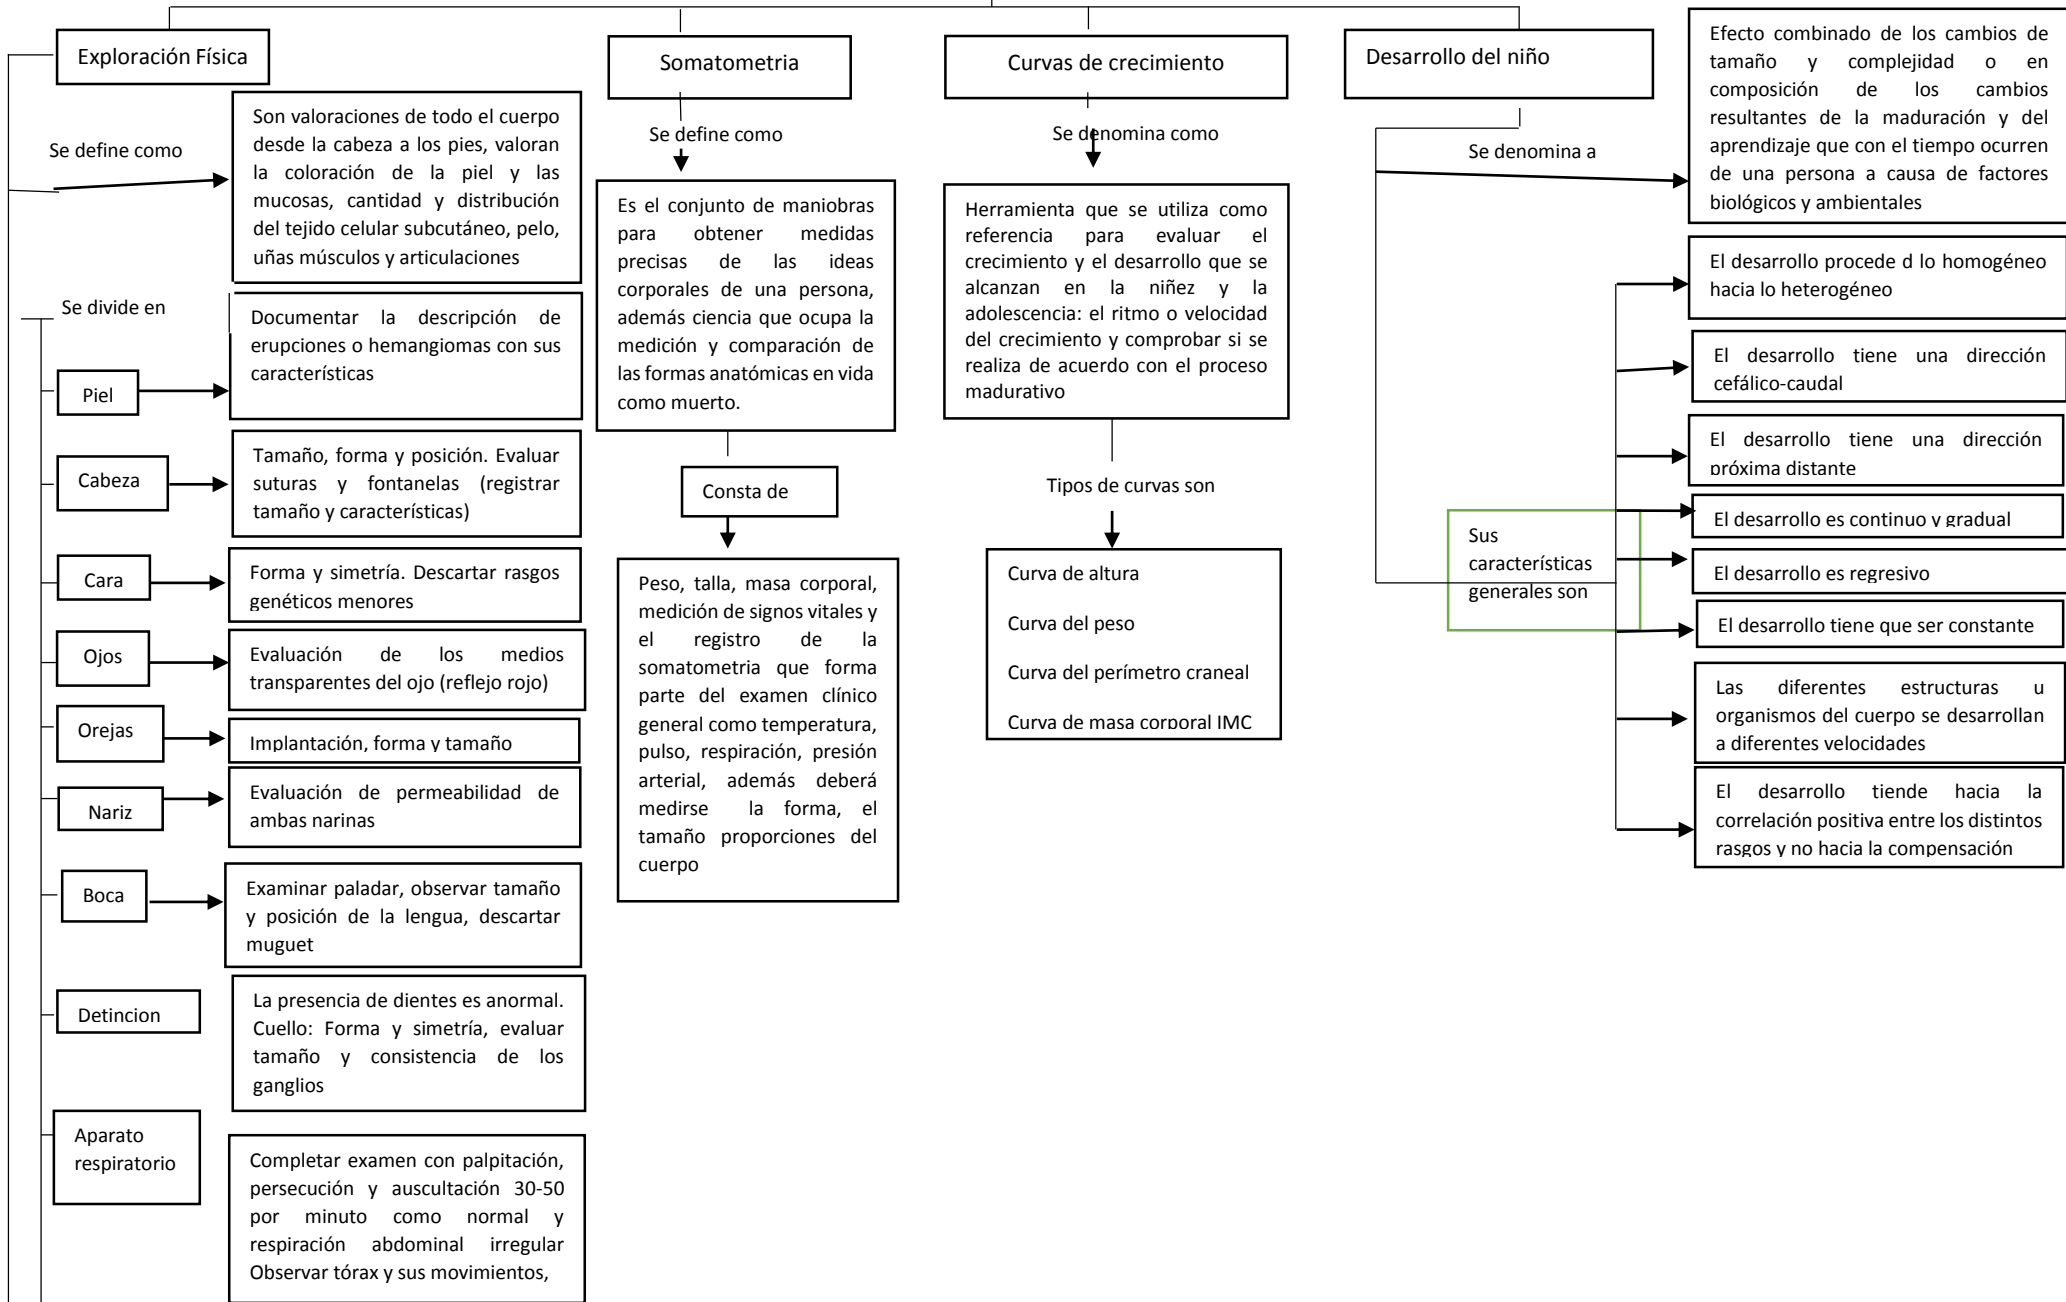 Exploración Física
Se define como
Son valoraciones de todo el cuerpo
desde la cabeza a los pies, valoran
la coloración de la piel y las
mucosas, cantidad y distribución
del tejido celular subcutáneo, pelo,
uñas músculos y articulaciones
Se divide en
Piel
Documentar la descripción de
erupciones o hemangiomas con sus
características
Cabeza
Tamaño, forma y posición. Evaluar
suturas y fontanelas (registrar
tamaño y características)
Cara
Forma y simetría. Descartar rasgos
genéticos menores
Ojos
Evaluación de los medios
transparentes del ojo (reflejo rojo)
Orejas
Implantación, forma y tamaño
Nariz
Evaluación de permeabilidad de
ambas narinas
Boca
Examinar paladar, observar tamaño
y posición de la lengua, descartar
muguet
Detincion
La presencia de dientes es anormal.
Cuello: Forma y simetría, evaluar
tamaño y consistencia de los
ganglios
Aparato
respiratorio
Completar examen con palpitación,
persecución y auscultación 30-50
por minuto como normal y
respiración abdominal irregular
Observar tórax y sus movimientos,
Somatometria
Se define como
Es el conjunto de maniobras
para obtener medidas
precisas de las ideas
corporales de una persona,
además ciencia que ocupa la
medición y comparación de
las formas anatómicas en vida
como muerto.
Consta de
Peso, talla, masa corporal,
medición de signos vitales y
el registro de la
somatometria que forma
parte del examen clínico
general como temperatura,
pulso, respiración, presión
arterial, además deberá
medirse la forma, el
tamaño proporciones del
cuerpo
Curvas de crecimiento
Se denomina como
Herramienta que se utiliza como
referencia para evaluar el
crecimiento y el desarrollo que se
alcanzan en la niñez y la
adolescencia: el ritmo o velocidad
del crecimiento y comprobar si se
realiza de acuerdo con el proceso
madurativo
Tipos de curvas son
Curva de altura
Curva del peso
Curva del perímetro craneal
Curva de masa corporal IMC
Desarrollo del niño
Se denomina a
Efecto combinado de los cambios de
tamaño y complejidad o en
composición de los cambios
resultantes de la maduración y del
aprendizaje que con el tiempo ocurren
de una persona a causa de factores
biológicos y ambientales
Sus
características
generales son
El desarrollo procede d lo homogéneo
hacia lo heterogéneo
El desarrollo tiene una dirección
cefálico-caudal
El desarrollo tiene una dirección
próxima distante
El desarrollo es continuo y gradual
El desarrollo es regresivo
El desarrollo tiene que ser constante
Las diferentes estructuras u
organismos del cuerpo se desarrollan
a diferentes velocidades
El desarrollo tiende hacia la
correlación positiva entre los distintos
rasgos y no hacia la compensación